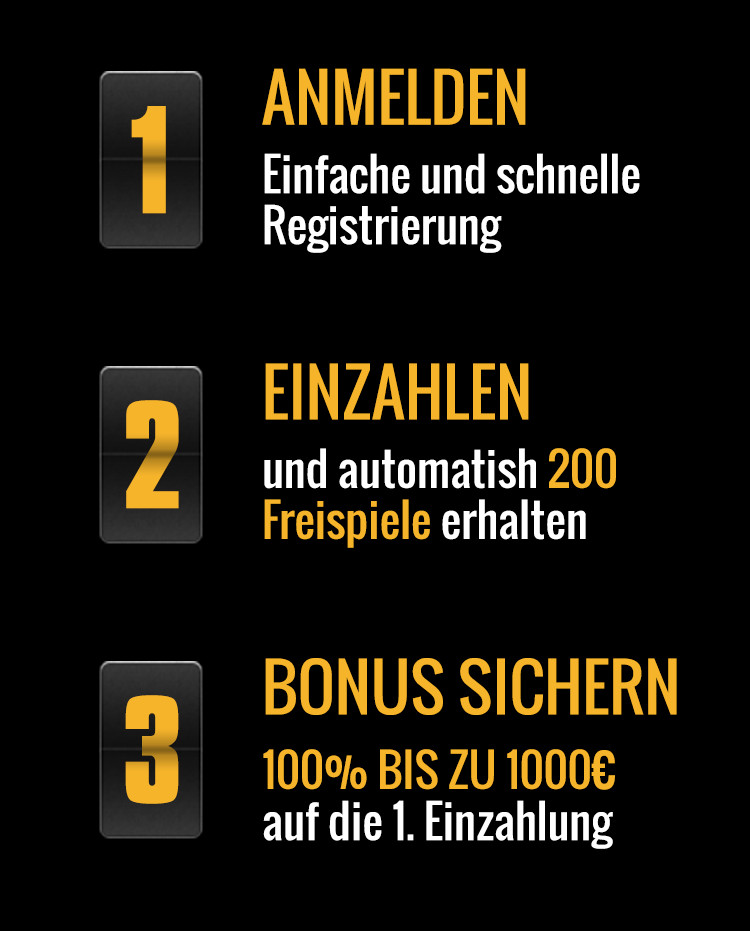 1
ANMELDEN
Einfache und schnelle
Registrierung
2
EINZAHLEN
und automatish 200
Freispiele erhalten
3
BONUS SICHERN
100% BIS ZU 1000€
auf die 1. Einzahlung